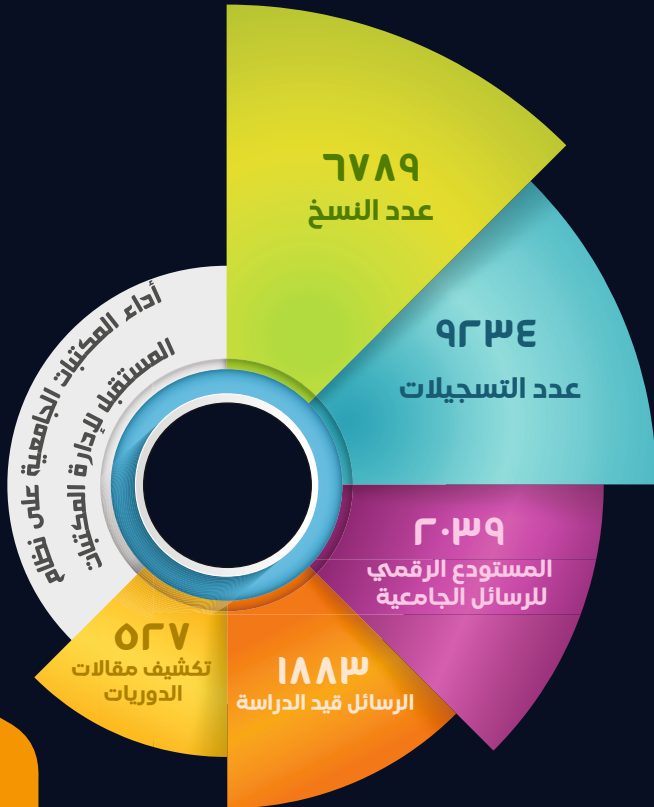 أداء المكتبات الجامعية على نظام
المستقبل لإدارة المكتبات
٦٧٨٩
عدد النسخ
٩٢٣٤
عدد التسجيلات
٢٠٣٩
المستودع الرقمي
للرسائل الجامعية
١٨٨٣
الرسائل قيد الدراسة
٥٢٧
تكشيف مقالات
الدوريات